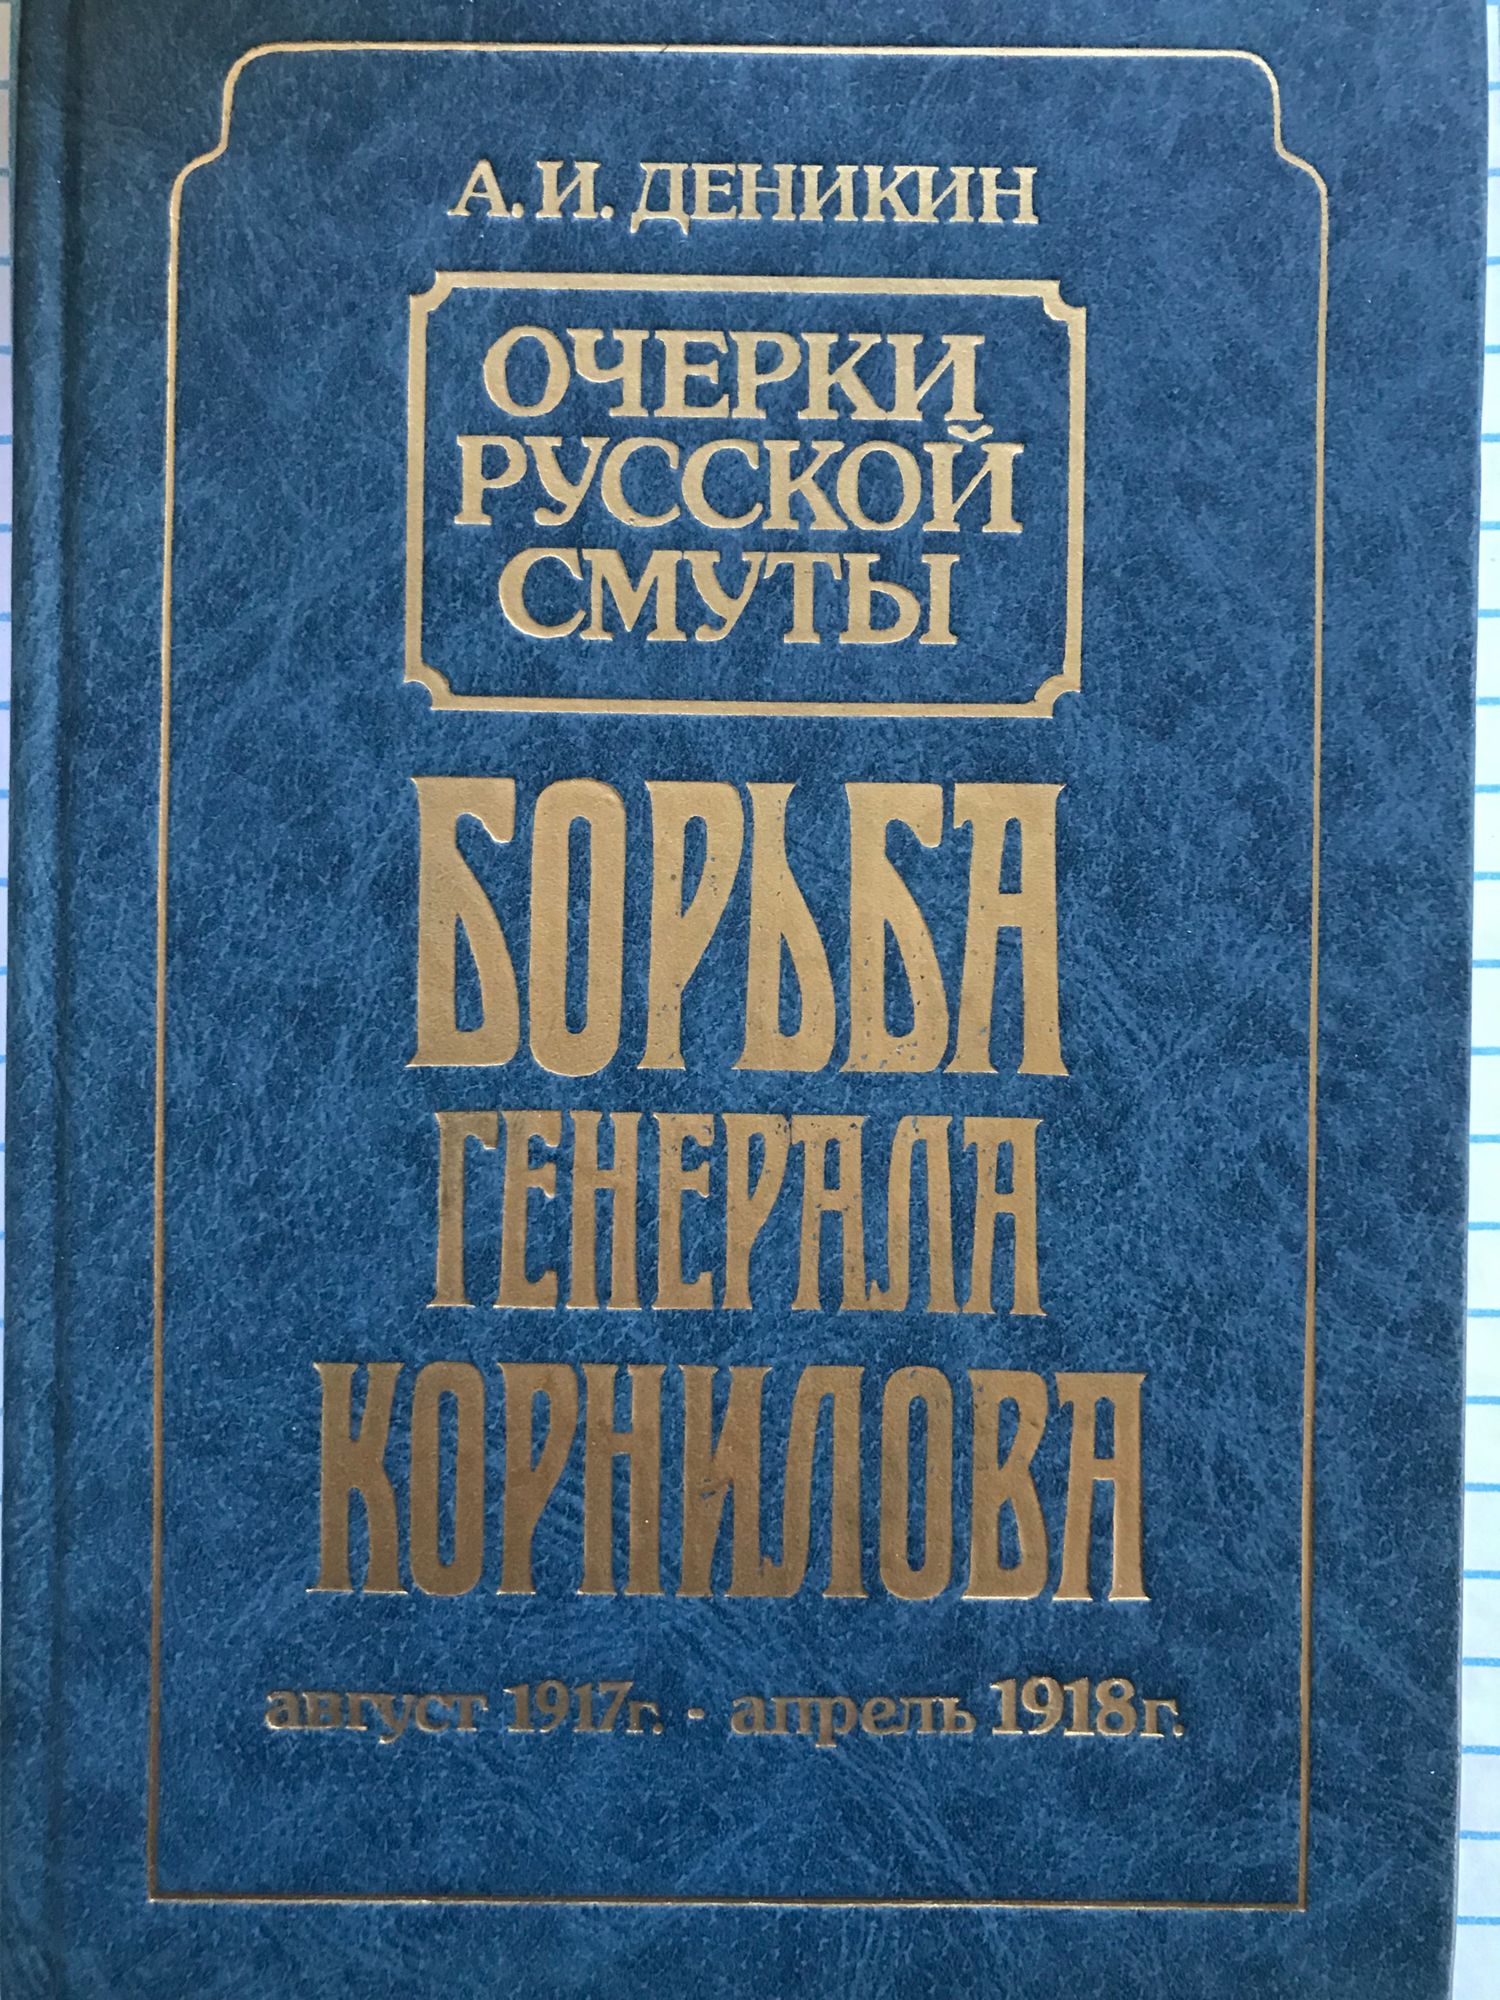 А. И. ДЕНИКИН
ОЧЕРКИ
РУССКОЙ
СМУТЫ
БОРЬБА
ГЕНЕРАЛА
КОРНИЛОВА
август 1917г. - апрель 1918г.